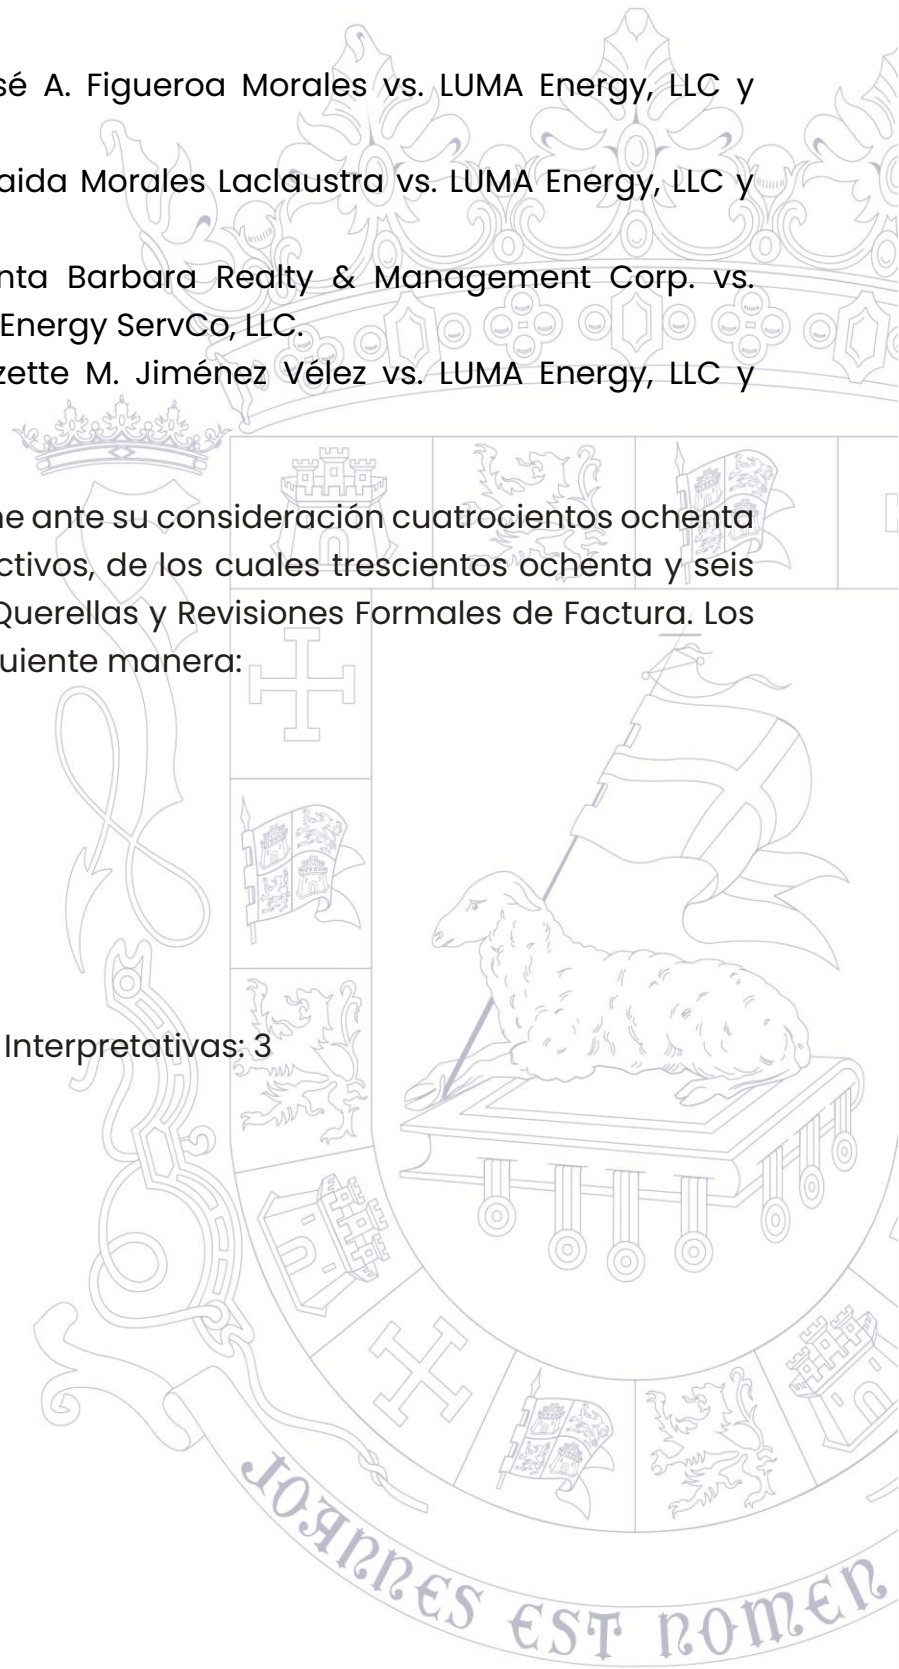 sé A. Figueroa Morales vs. LUMA Energy, LLC y
aida Morales Laclaustra vs. LUMA Energy, LLC y
nta Barbara Realty & Management Corp. vs.
Energy ServCo, LLC.
zette M. Jiménez Vélez vs. LUMA Energy, LLC y
ne ante su consideración cuatrocientos ochenta
ctivos, de los cuales trescientos ochenta y seis
Querellas y Revisiones Formales de Factura. Los
uiente manera:
Interpretativas: 3
JOANNES EST NOMEN